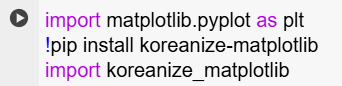 import matplotlib.pyplot as plt
!pip install koreanize-matplotlib
import koreanize_matplotlib